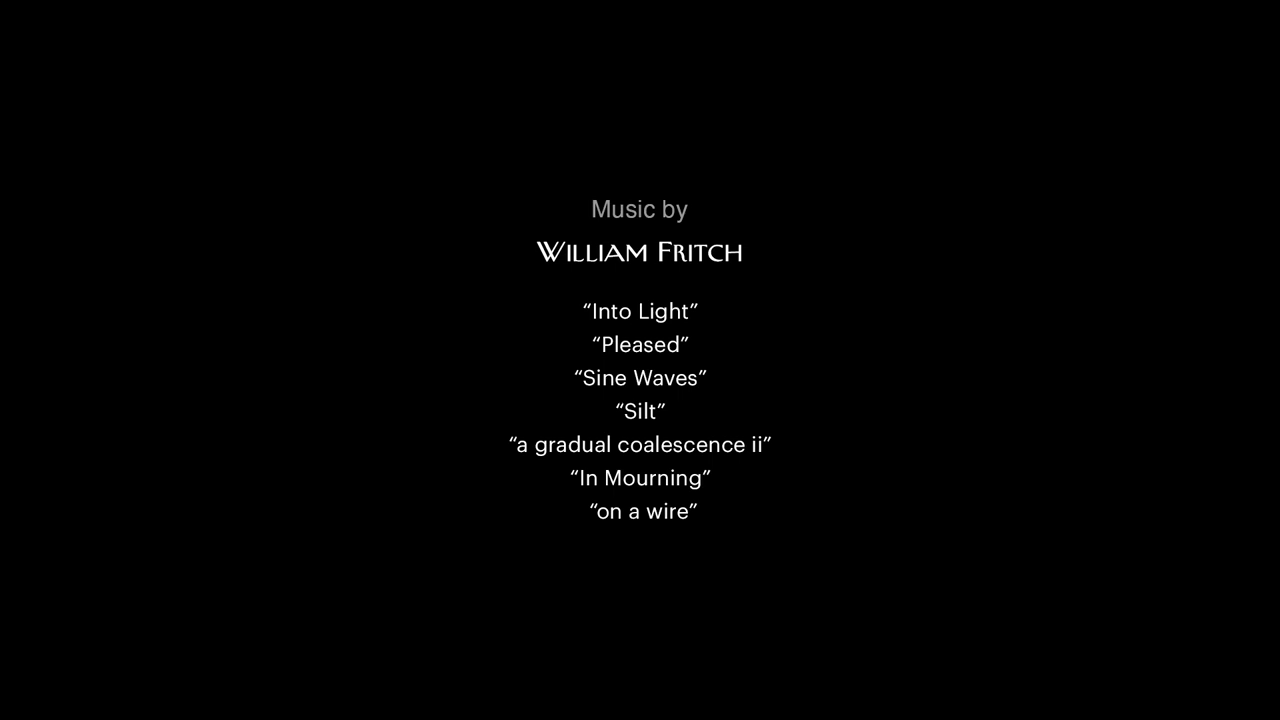 Music by
WILLIAM FRITCH
“Into Light”
“Pleased”
“Sine Waves”
“Silt”
“a gradual coalescence ii”
“In Mourning”
“on a wire”